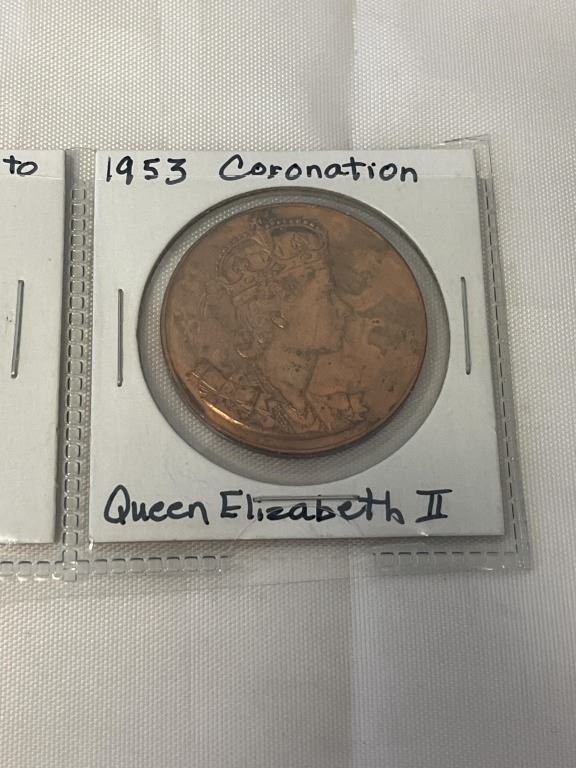 to
1953 Coronation
Queen Elizabeth II